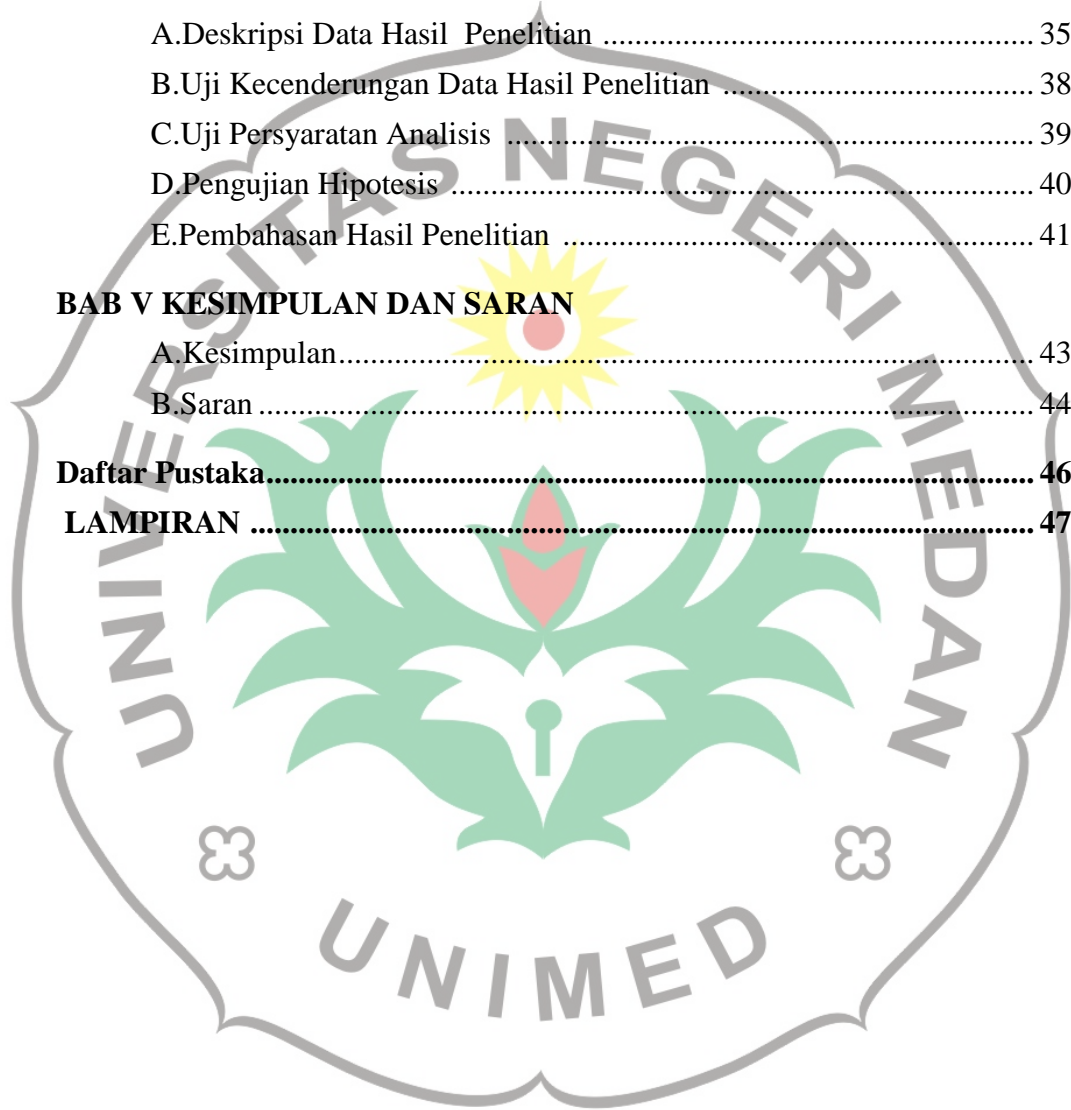 A.Deskripsi Data Hasil Penelitian ...................................................... 35
B.Uji Kecenderungan Data Hasil Penelitian ....................................... 38
C.Uji Persyaratan Analisis .................................................................. 39
D.Pengujian Hipotesis ......................................................................... 40
E.Pembahasan Hasil Penelitian ........................................................... 41
BAB V KESIMPULAN DAN SARAN
A.Kesimpulan....................................................................................... 43
B.Saran ................................................................................................. 44
Daftar Pustaka................................................................................................ 46
LAMPIRAN ................................................................................................. 47
UNIVERSITAS NEGERI MEDAN
UNIMED